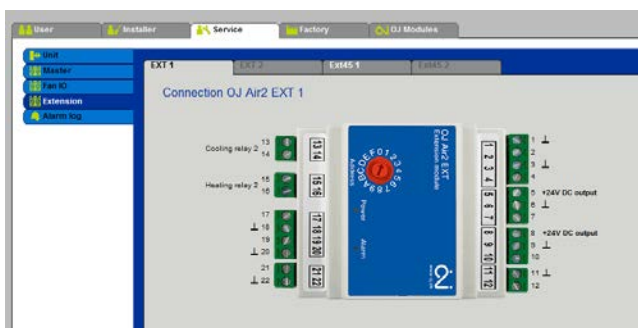 User
Installer
Service
Factory
OJ Modules
Unit
Master
Fan IO
Extension
Alarm log
EXT 1
EXT 2
Ext45 1
Ext45 2
Connection OJ Air2 EXT 1
Cooling relay 2
13
14
13 14
Heating relay 2
15
16
15 16
17
18
19
20
17 18 19 20
21
22
21 22
OJ Air2 EXT
Extension module
Address
Power
Alarm
1 2 3 4
5 6 7
8 9 10
11 12
1
2
3
4
5 +24V DC output
6
7
8 +24V DC output
9
10
11
12